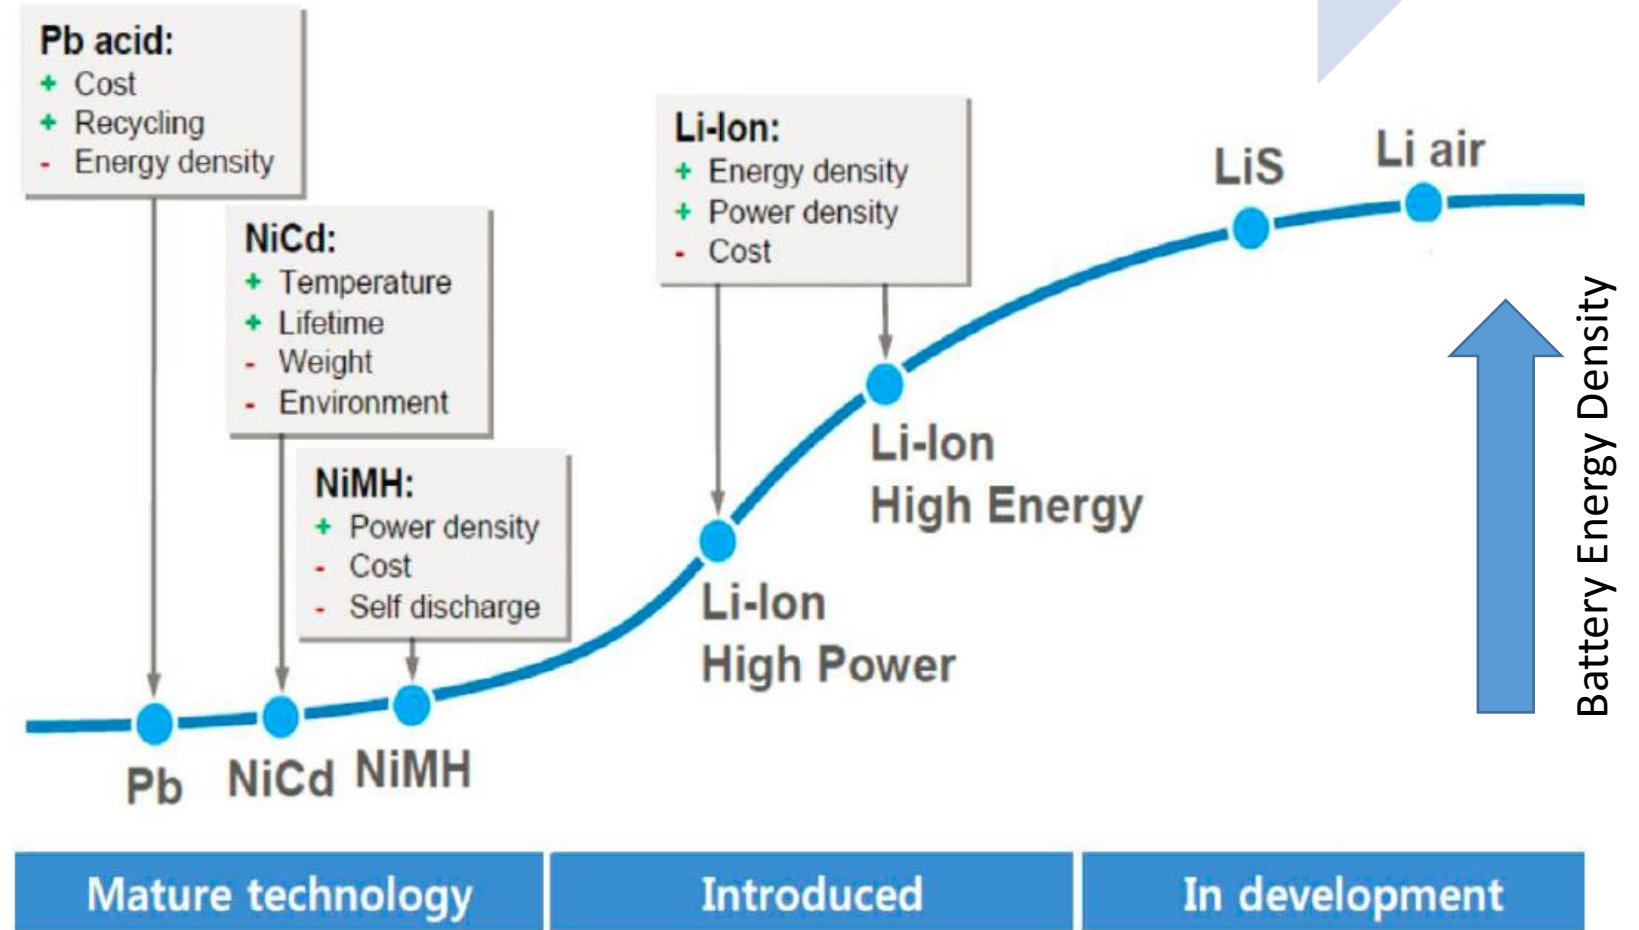 Pb acid:
+ Cost
+ Recycling
- Energy density
NiCd:
+ Temperature
+ Lifetime
- Weight
- Environment
NiMH:
+ Power density
- Cost
- Self discharge
Li-Ion:
+ Energy density
+ Power density
- Cost
LiS
Li air
Li-Ion
High Energy
Li-Ion
High Power
Pb
NiCd
NiMH
Battery Energy Density
Mature technology
Introduced
In development